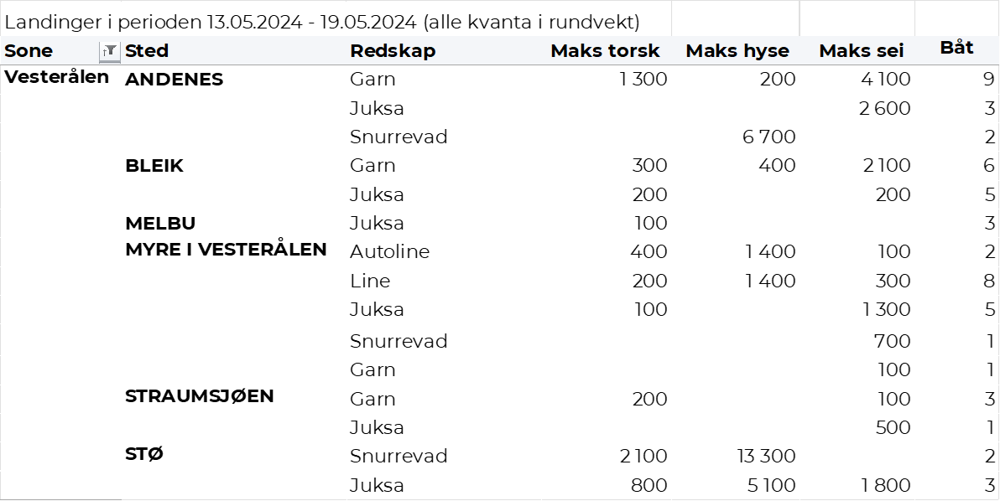 Landinger i perioden 13.05.2024 - 19.05.2024 (alle kvanta i rundvekt)
Sone Sted Redskap Maks torsk Maks hyse Maks sei Båt
Vesterålen ANDENES Garn 1 300 200 4 100 9
Juksa 2 600 3
Snurrevad 6 700 2
BLEIK Garn 300 400 2 100 6
Juksa 200 200 5
MELBU Juksa 100 3
MYRE I VESTERÅLEN Autoline 400 1 400 100 2
Line 200 1 400 300 8
Juksa 100 1 300 5
Snurrevad 700 1
Garn 100 1
STRAUMSJØEN Garn 200 100 3
Juksa 500 1
STØ Snurrevad 2 100 13 300 2
Juksa 800 5 100 1 800 3